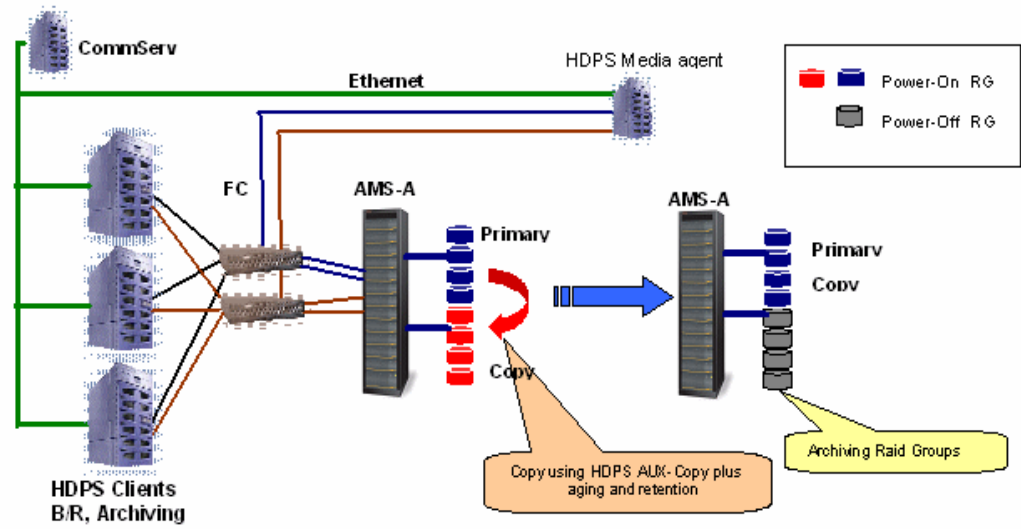 CommServ
HDPS Media agent
Ethernet
Power-On RG
Power-Off RG
FC
AMS-A
Primary
Copy
AMS-A
Primary
Copy
Copy using HDPS AUX-Copy plus
aging and retention
Archiving Raid Groups
HDPS Clients
B/R, Archiving